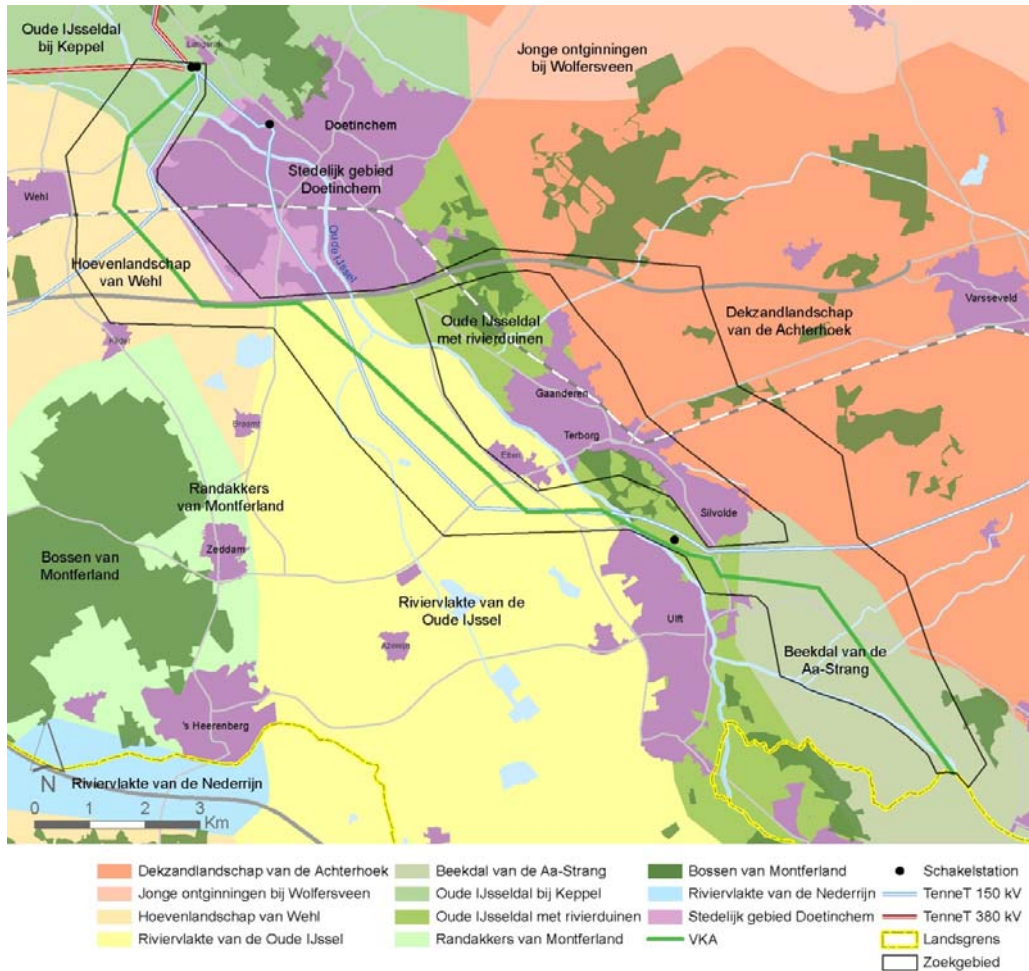 Oude IJsseldal
bij Keppel
Langerak
Jonge ontginningen
bij Wolfersveen
Doetinchem
Stedelijk gebied
Doetinchem
Wehl
Oude IJssel
Hoevenlandschap
van Wehl
Dekzandlandschap
van de Achterhoek
Varsseveld
Oude IJsseldal
met rivierduinen
Kilder
Gaanderen
Braamt
Terborg
Etten
Randakkers
van Montferland
Silvolde
Zeddam
Bossen van
Montferland
Riviervlakte van de
Oude IJssel
Ulft
Azewijn
Beekdal van de
Aa-Strang
's Heerenberg
N
Riviervlakte van de Nederrijn
0 1 2 3
Km
Dekzandlandschap van de Achterhoek
Jonge ontginningen bij Wolfersveen
Hoevenlandschap van Wehl
Riviervlakte van de Oude IJssel
Beekdal van de Aa-Strang
Oude IJsseldal bij Keppel
Oude IJsseldal met rivierduinen
Randakkers van Montferland
Bossen van Montferland
Riviervlakte van de Nederrijn
Stedelijk gebied Doetinchem
VKA
Schakelstation
TenneT 150 kV
TenneT 380 kV
Landsgrens
Zoekgebied